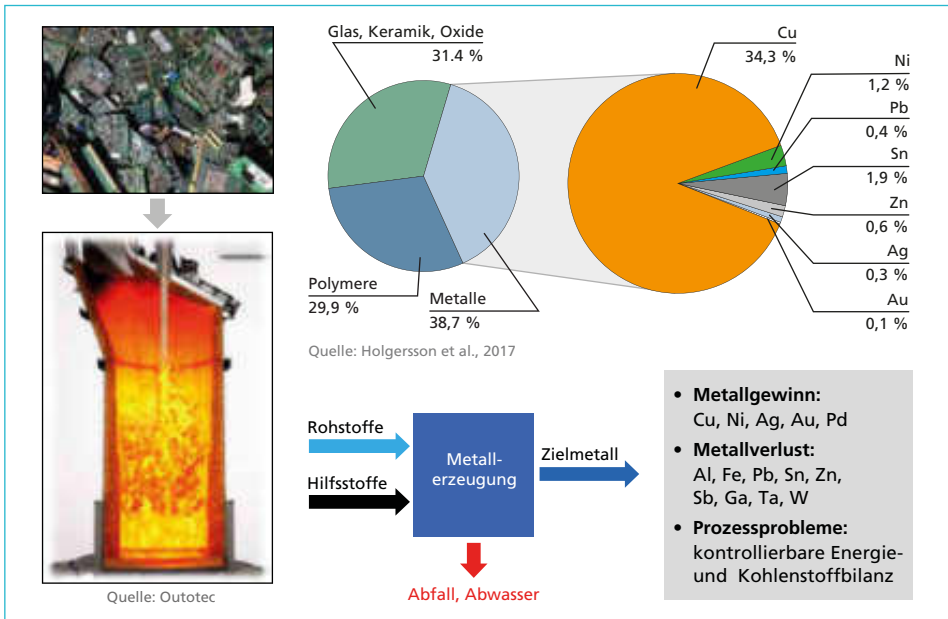 Glas, Keramik, Oxide
31.4 %
Polymere
29,9 %
Metalle
38,7 %
Cu
34,3 %
Ni
1,2 %
Pb
0,4 %
Sn
1,9 %
Zn
0,6 %
Ag
0,3 %
Au
0,1 %
Quelle: Holgersson et al., 2017
Quelle: Outotec
Rohstoffe
Hilfsstoffe
Metall-
erzeugung
Zielmetall
Abfall, Abwasser
• Metallgewinn:
Cu, Ni, Ag, Au, Pd
• Metallverlust:
Al, Fe, Pb, Sn, Zn,
Sb, Ga, Ta, W
• Prozessprobleme:
kontrollierbare Energie-
und Kohlenstoffbilanz